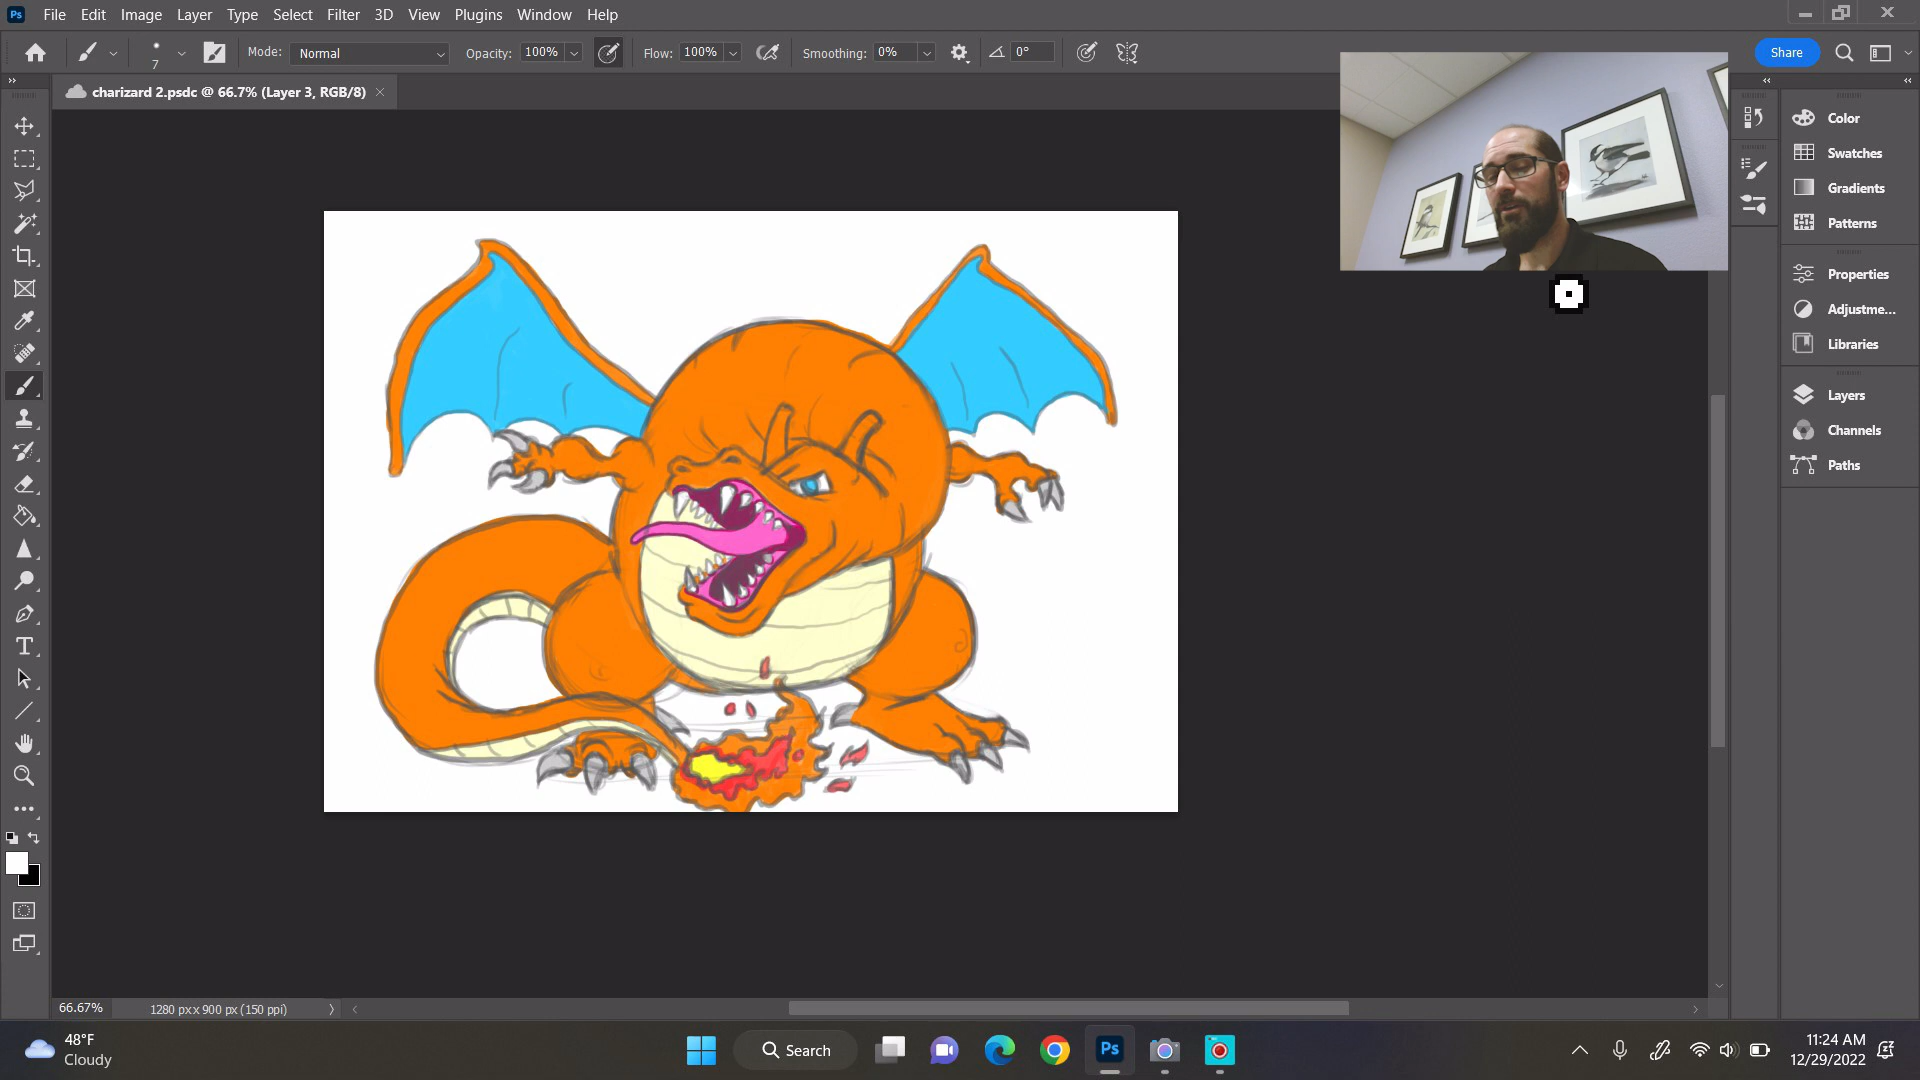 Ps File Edit Image Layer Type Select Filter 3D View Plugins Window Help
7 Mode: Normal Opacity: 100% Flow: 100% Smoothing: 0% 0° Share
charizard 2.psdc @ 66.7% (Layer 3, RGB/8) ×
Color
Swatches
Gradients
Patterns
Properties
Adjustme...
Libraries
Layers
Channels
Paths
66.67% 1280 px x 900 px (150 ppi)
48°F
Cloudy
Search
Ps
11:24 AM
12/29/2022